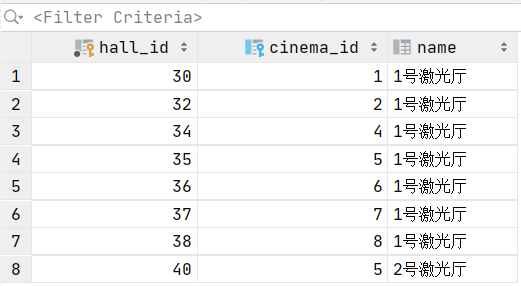 <Filter Criteria>
hall_id cinema_id name
1 30 1 1号激光厅
2 32 2 1号激光厅
3 34 4 1号激光厅
4 35 5 1号激光厅
5 36 6 1号激光厅
6 37 7 1号激光厅
7 38 8 1号激光厅
8 40 5 2号激光厅